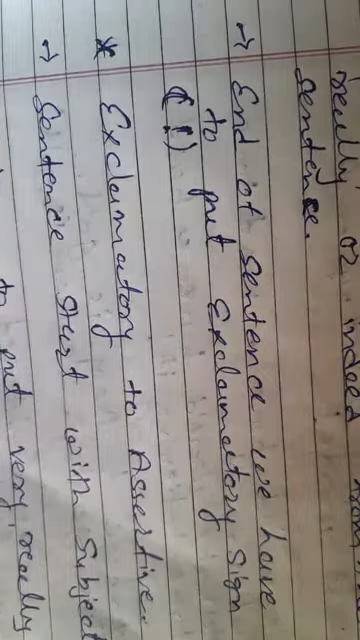 really or indeed from
sentence.
→ End of sentence we have
to put Exclamatory sign
(!)
* Exclamatory to Assertive.
→ Sentence start with Subject
to put very, really